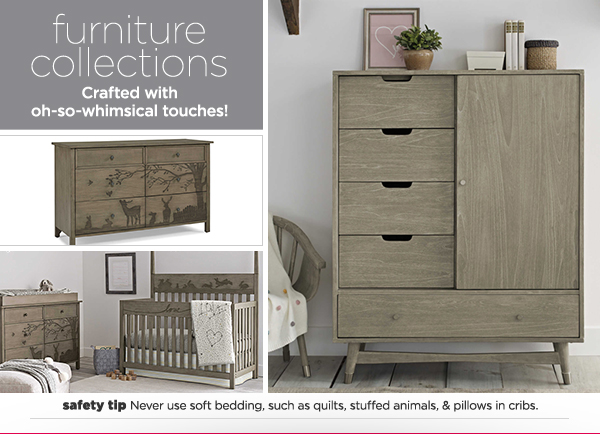 furniture
collections
Crafted with
oh-so-whimsical touches!
safety tip Never use soft bedding, such as quilts, stuffed animals, & pillows in cribs.